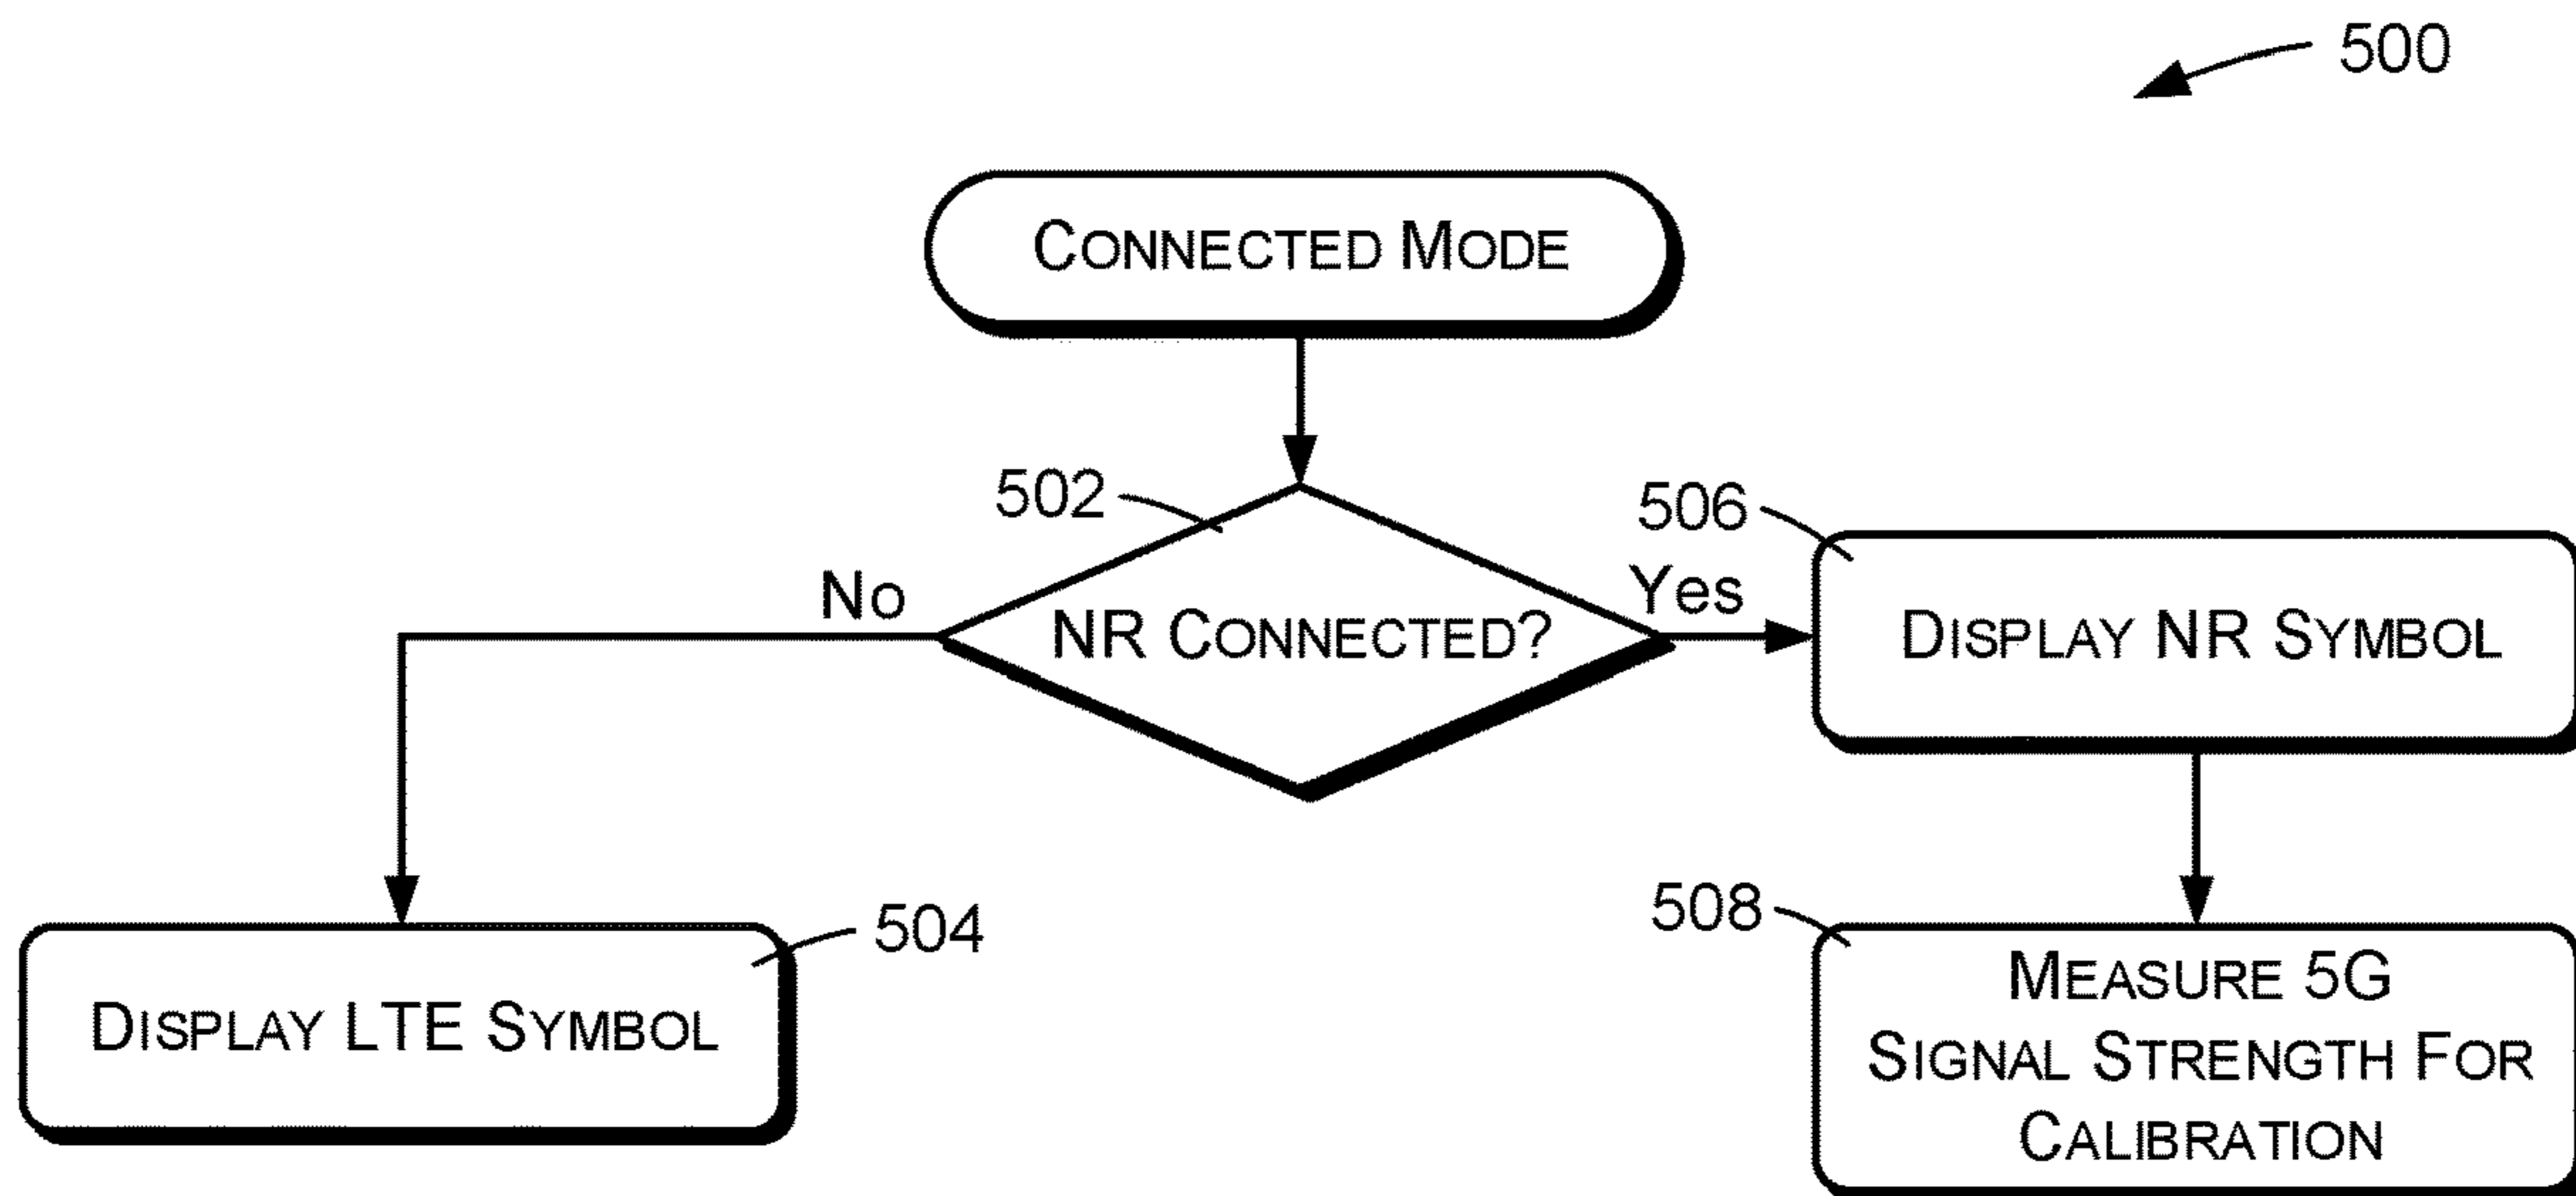 500
CONNECTED MODE
502
506
No
NR CONNECTED?
Yes
DISPLAY NR SYMBOL
504
508
DISPLAY LTE SYMBOL
MEASURE 5G
SIGNAL STRENGTH FOR
CALIBRATION